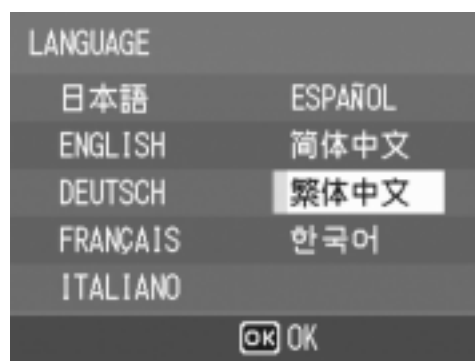 LANGUAGE
日本語 ESPAÑOL
ENGLISH 简体中文
DEUTSCH 繁体中文
FRANÇAIS 한국어
ITALIANO
OK OK